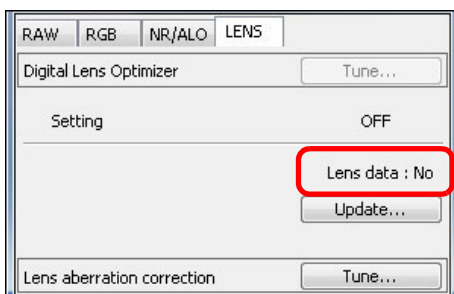 RAW RGB NR/ALO LENS
Digital Lens Optimizer Tune...
Setting OFF
Lens data : No
Update...
Lens aberration correction Tune...